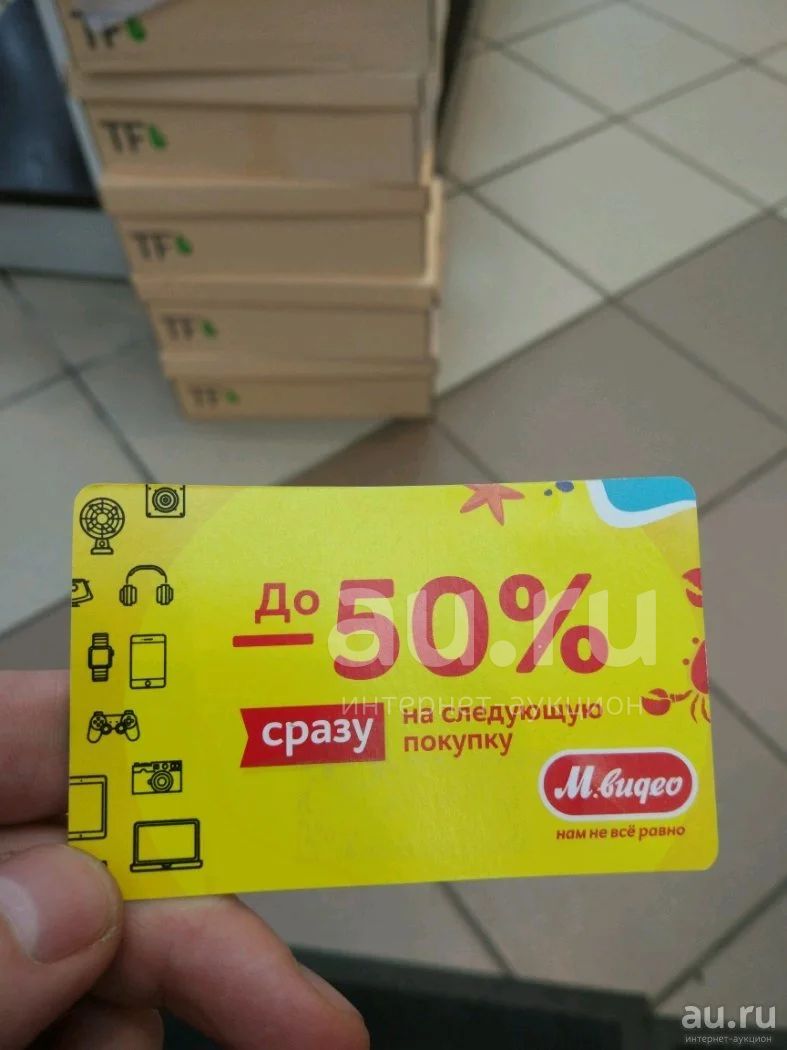 TF
TF
TF
TF
TF
До
–50%
сразу
на следующую
покупку
М.видео
нам не всё равно
au.ru
интернет-аукцион
au.ru
интернет-аукцион